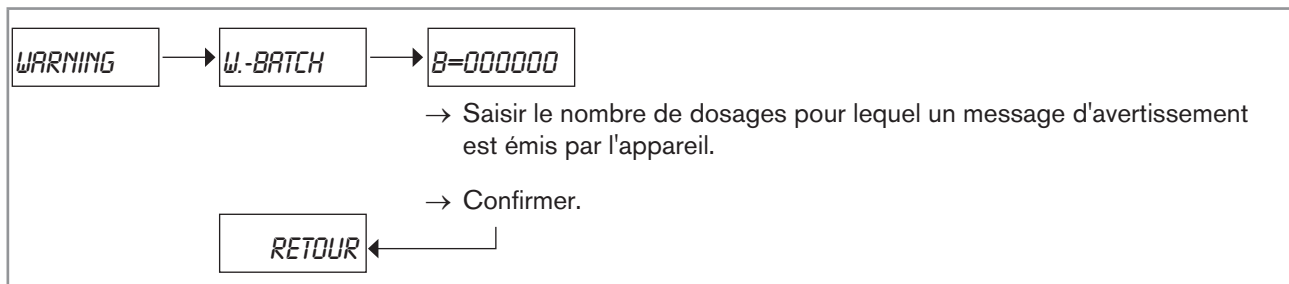 WARNING
W.-BATCH
B=000000
→ Saisir le nombre de dosages pour lequel un message d'avertissement
est émis par l'appareil.
→ Confirmer.
RETOUR